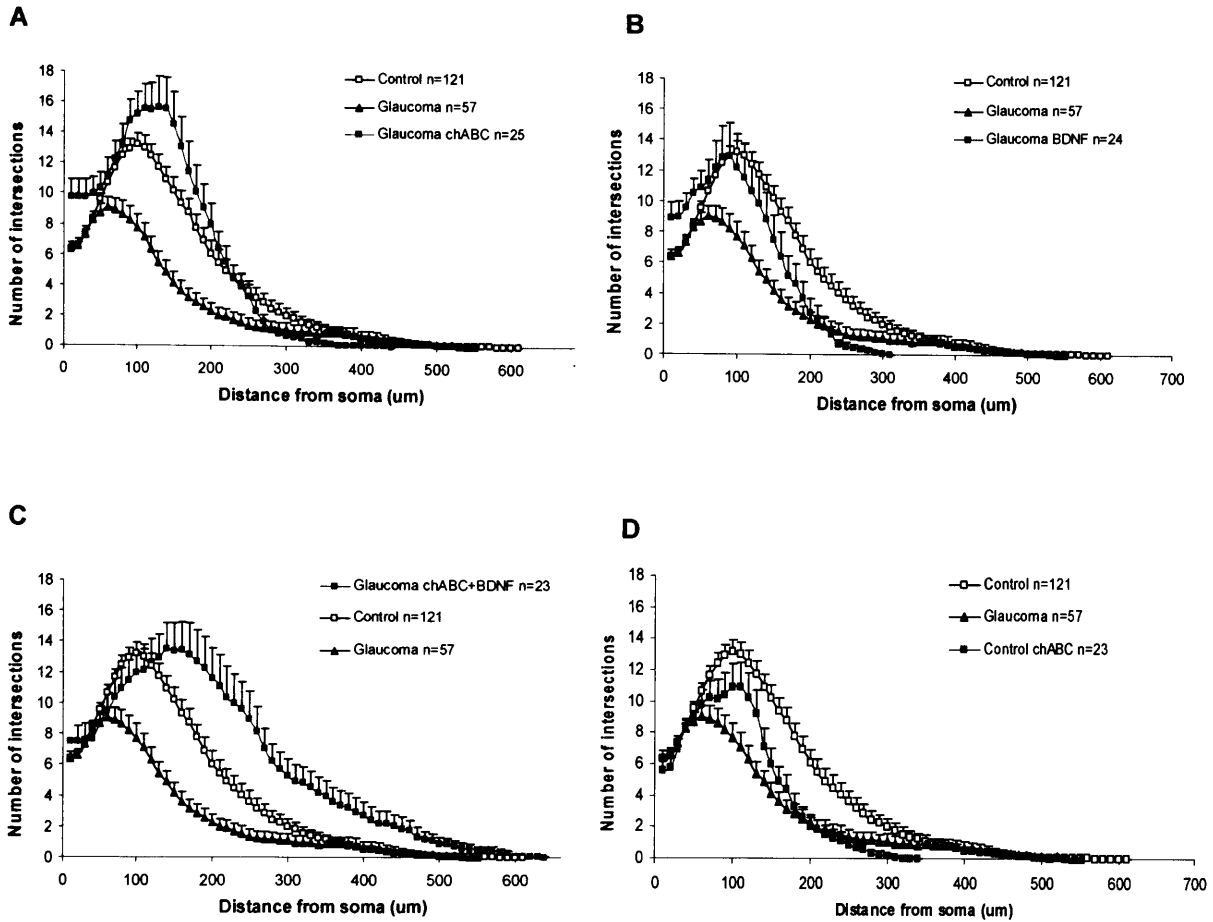 A
Number of intersections
18
16
14
12
10
8
6
4
2
0
0 100 200 300 400 500 600
Distance from soma (um)
Control n=121
Glaucoma n=57
Glaucoma chABC n=25
B
Number of intersections
18
16
14
12
10
8
6
4
2
0
0 100 200 300 400 500 600 700
Distance from soma (um)
Control n=121
Glaucoma n=57
Glaucoma BDNF n=24
C
Number of intersections
18
16
14
12
10
8
6
4
2
0
0 100 200 300 400 500 600
Distance from soma (um)
Glaucoma chABC+BDNF n=23
Control n=121
Glaucoma n=57
D
Number of intersections
18
16
14
12
10
8
6
4
2
0
0 100 200 300 400 500 600 700
Distance from soma (um)
Control n=121
Glaucoma n=57
Control chABC n=23